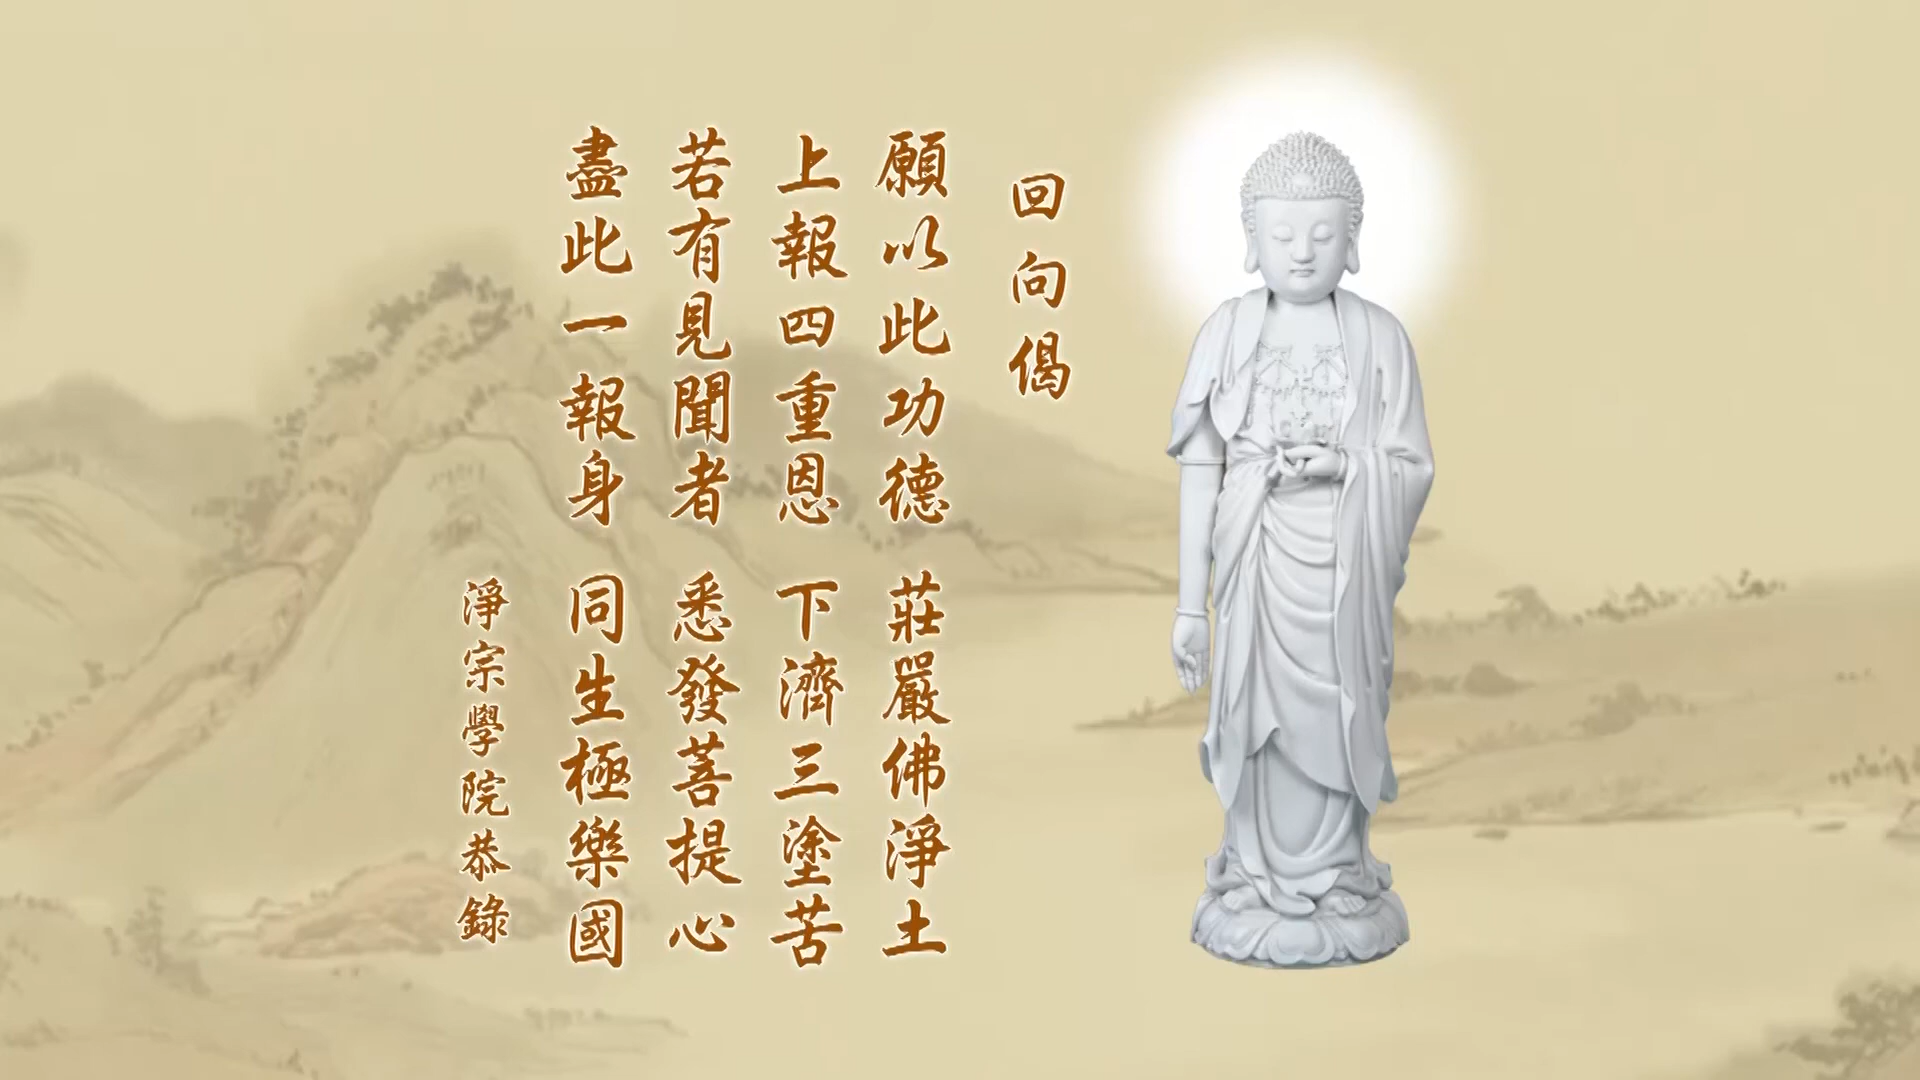 回向偈
願以此功德 莊嚴佛淨土
上報四重恩 下濟三塗苦
若有見聞者 悉發菩提心
盡此一報身 同生極樂國
淨宗學院恭錄